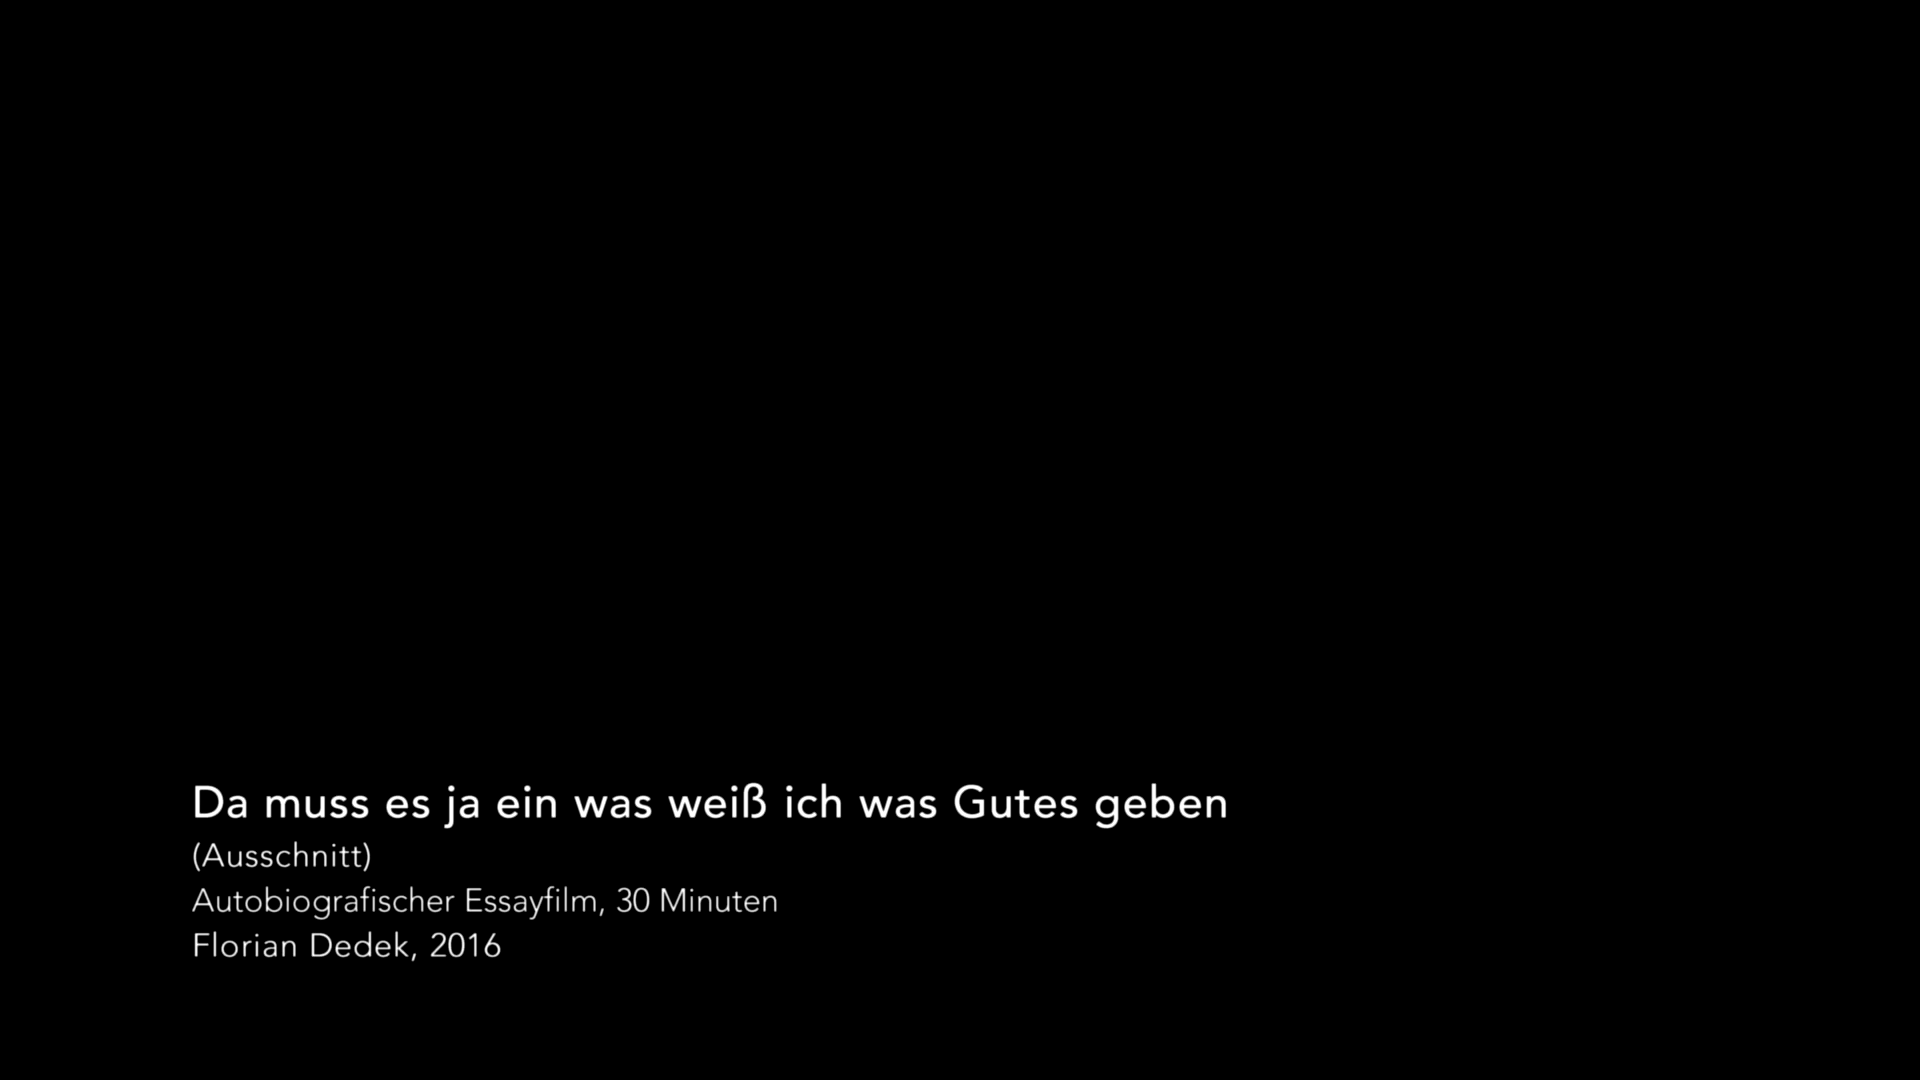 Da muss es ja ein was weiß ich was Gutes geben
(Ausschnitt)
Autobiografischer Essayfilm, 30 Minuten
Florian Dedek, 2016